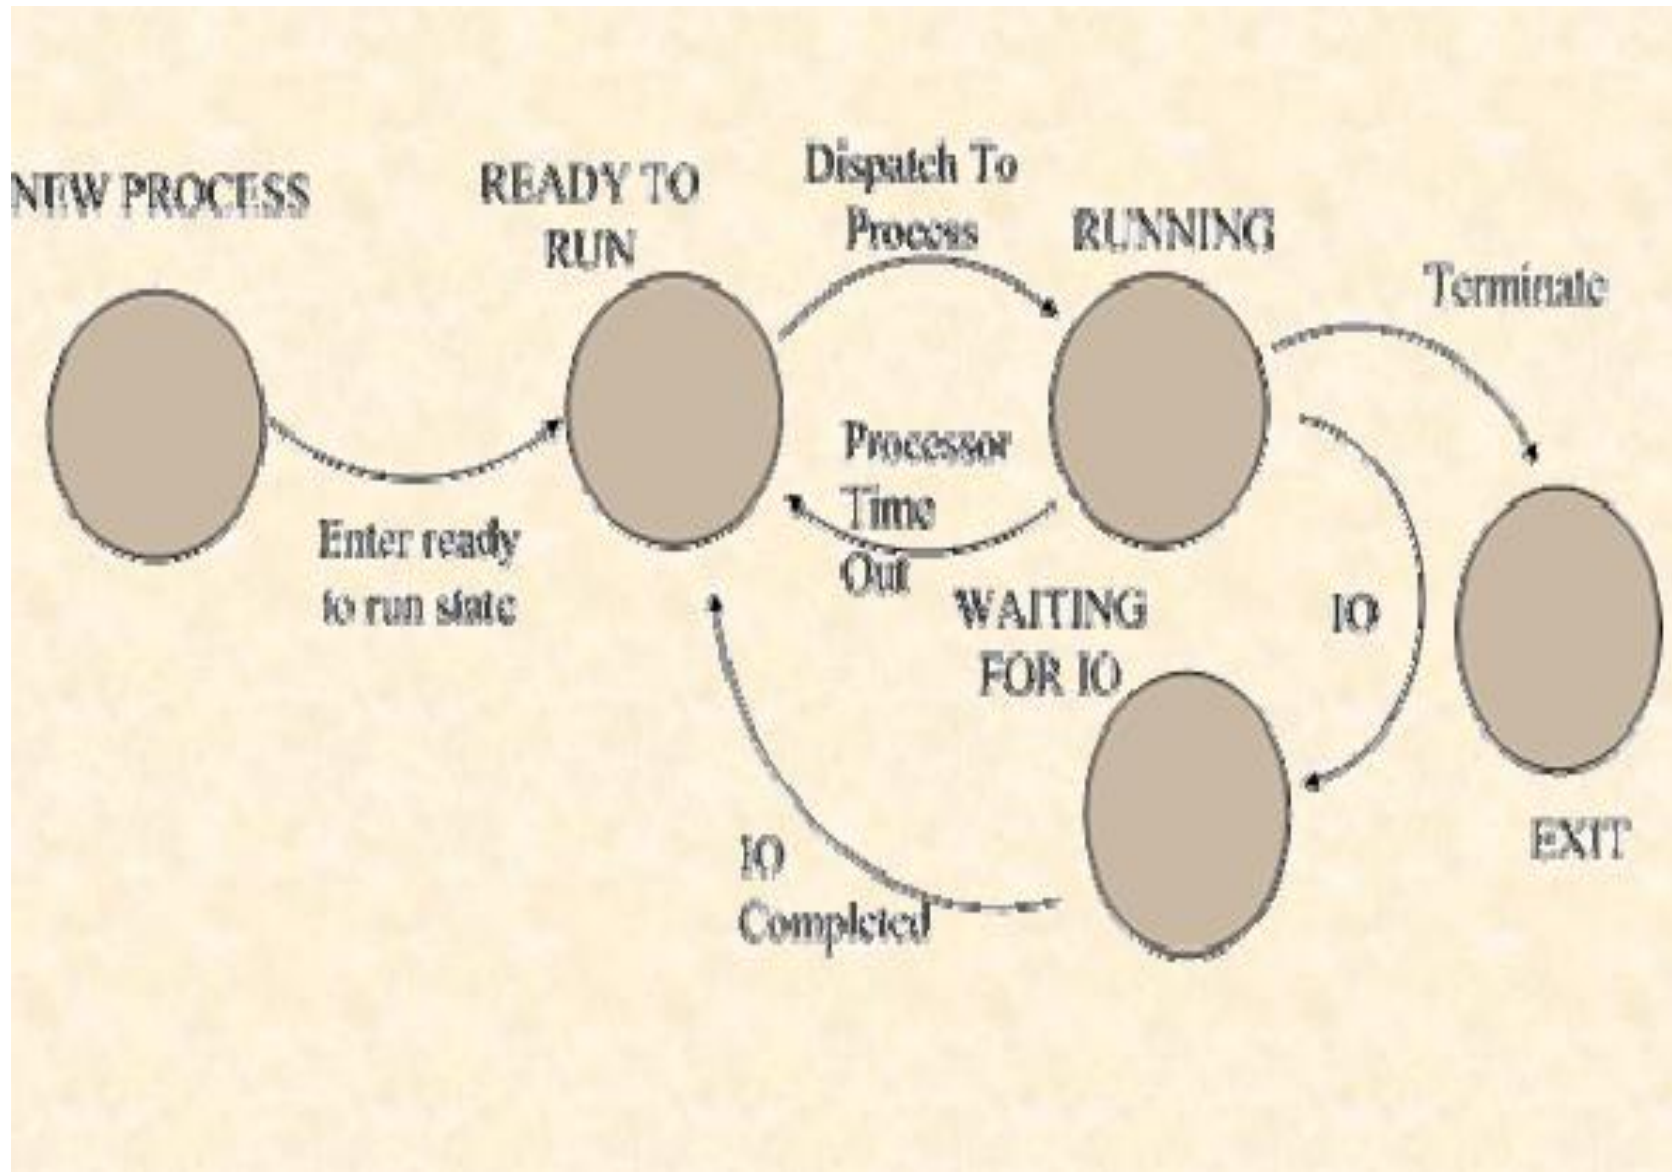 NEW PROCESS
READY TO
RUN
Dispatch To
Process
RUNNING
Terminate
Enter ready
to run state
Processor
Time
Out
WAITING
FOR IO
IO
EXIT
IO
Completed